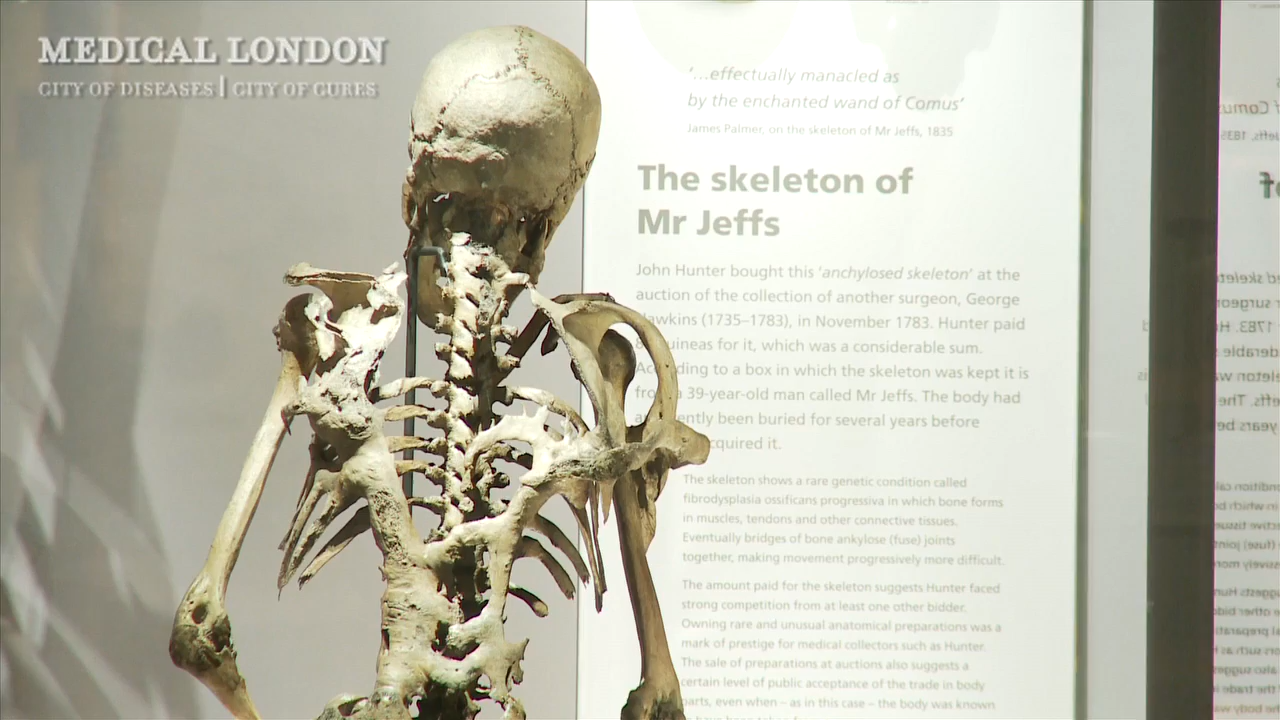 MEDICAL LONDON
CITY OF DISEASES | CITY OF CURES
'...effectually manacled as
by the enchanted wand of Comus'
James Palmer, on the skeleton of Mr Jeffs, 1835
The skeleton of
Mr Jeffs
John Hunter bought this 'anchylosed skeleton' at the
auction of the collection of another surgeon, George
Hawkins (1735–1783), in November 1783. Hunter paid
guineas for it, which was a considerable sum.
According to a box in which the skeleton was kept it is
from a 39-year-old man called Mr Jeffs. The body had
apparently been buried for several years before
acquired it.
The skeleton shows a rare genetic condition called
fibrodysplasia ossificans progressiva in which bone forms
in muscles, tendons and other connective tissues.
Eventually bridges of bone ankylose (fuse) joints
together, making movement progressively more difficult.
The amount paid for the skeleton suggests Hunter faced
strong competition from at least one other bidder.
Owning rare and unusual anatomical preparations was a
mark of prestige for medical collectors such as Hunter.
The sale of preparations at auctions also suggests a
certain level of public acceptance of the trade in body
parts, even when – as in this case – the body was known